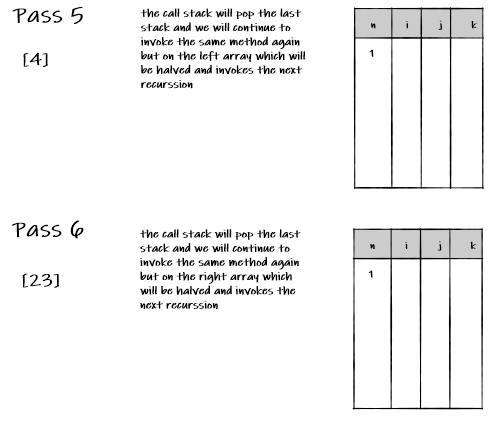 Pass 5
[4]
the call stack will pop the last
stack and we will continue to
invoke the same method again
but on the left array which will
be halved and invokes the next
recurssion
n i j k
1
Pass 6
[23]
the call stack will pop the last
stack and we will continue to
invoke the same method again
but on the right array which
will be halved and invokes the
next recurssion
n i j k
1